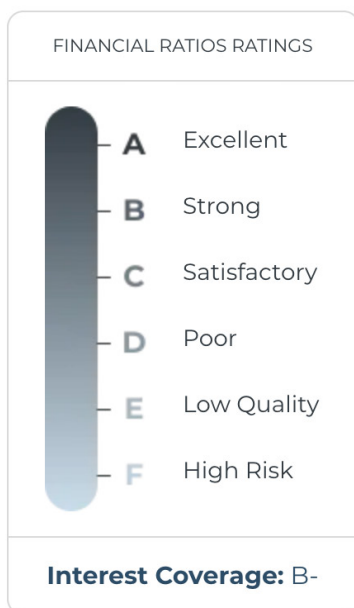 FINANCIAL RATIOS RATINGS
A Excellent
B Strong
C Satisfactory
D Poor
E Low Quality
F High Risk
Interest Coverage: B-